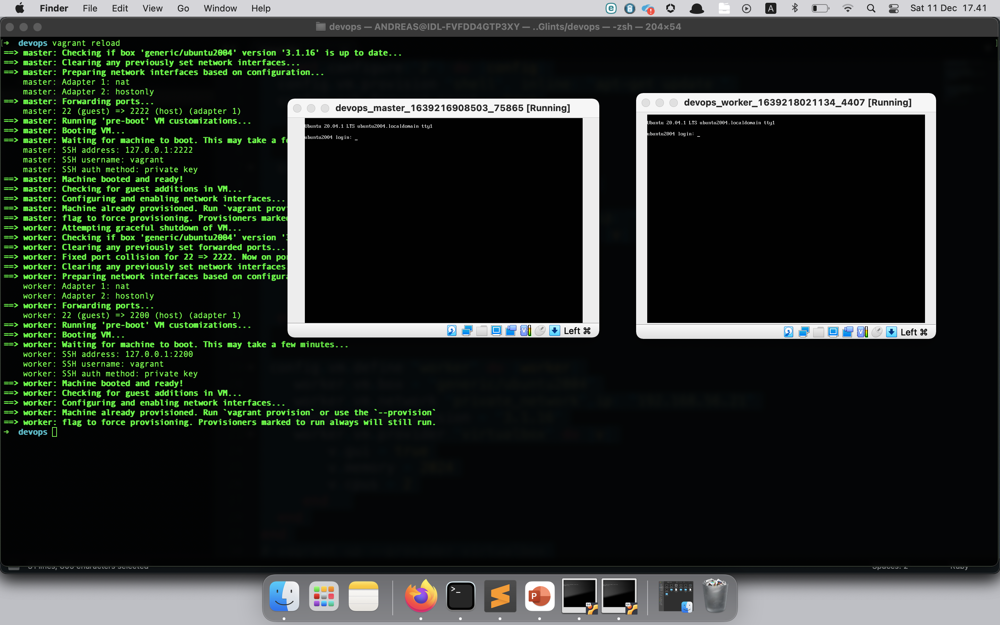 Finder File Edit View Go Window Help
A Sat 11 Dec 17.41
devops — ANDREAS@IDL-FVFDD4GTP3XY — ..Glints/devops — -zsh — 204×54
[➜  devops vagrant reload ]
==> master: Checking if box 'generic/ubuntu2004' version '3.1.16' is up to date...
==> master: Clearing any previously set network interfaces...
==> master: Preparing network interfaces based on configuration...
    master: Adapter 1: nat
    master: Adapter 2: hostonly
==> master: Forwarding ports...
    master: 22 (guest) => 2222 (host) (adapter 1)
==> master: Running 'pre-boot' VM customizations...
==> master: Booting VM...
==> master: Waiting for machine to boot. This may take a fe
    master: SSH address: 127.0.0.1:2222
    master: SSH username: vagrant
    master: SSH auth method: private key
==> master: Machine booted and ready!
==> master: Checking for guest additions in VM...
==> master: Configuring and enabling network interfaces...
==> master: Machine already provisioned. Run `vagrant provi
==> master: flag to force provisioning. Provisioners marked
==> worker: Attempting graceful shutdown of VM...
==> worker: Checking if box 'generic/ubuntu2004' version '3
==> worker: Clearing any previously set forwarded ports...
==> worker: Fixed port collision for 22 => 2222. Now on por
==> worker: Clearing any previously set network interfaces
==> worker: Preparing network interfaces based on configura
    worker: Adapter 1: nat
    worker: Adapter 2: hostonly
==> worker: Forwarding ports...
    worker: 22 (guest) => 2200 (host) (adapter 1)
==> worker: Running 'pre-boot' VM customizations...
==> worker: Booting VM...
==> worker: Waiting for machine to boot. This may take a few minutes...
    worker: SSH address: 127.0.0.1:2200
    worker: SSH username: vagrant
    worker: SSH auth method: private key
==> worker: Machine booted and ready!
==> worker: Checking for guest additions in VM...
==> worker: Configuring and enabling network interfaces...
==> worker: Machine already provisioned. Run `vagrant provision` or use the `--provision`
==> worker: flag to force provisioning. Provisioners marked to run always will still run.
➜  devops
devops_master_1639216908503_75865 [Running]
Ubuntu 20.04.1 LTS ubuntu2004.localdomain tty1
ubuntu2004 login: _
Left ⌘
devops_worker_1639218021134_4407 [Running]
Ubuntu 20.04.1 LTS ubuntu2004.localdomain tty1
ubuntu2004 login: _
Left ⌘
characters selected
Spaces: 2
Ruby